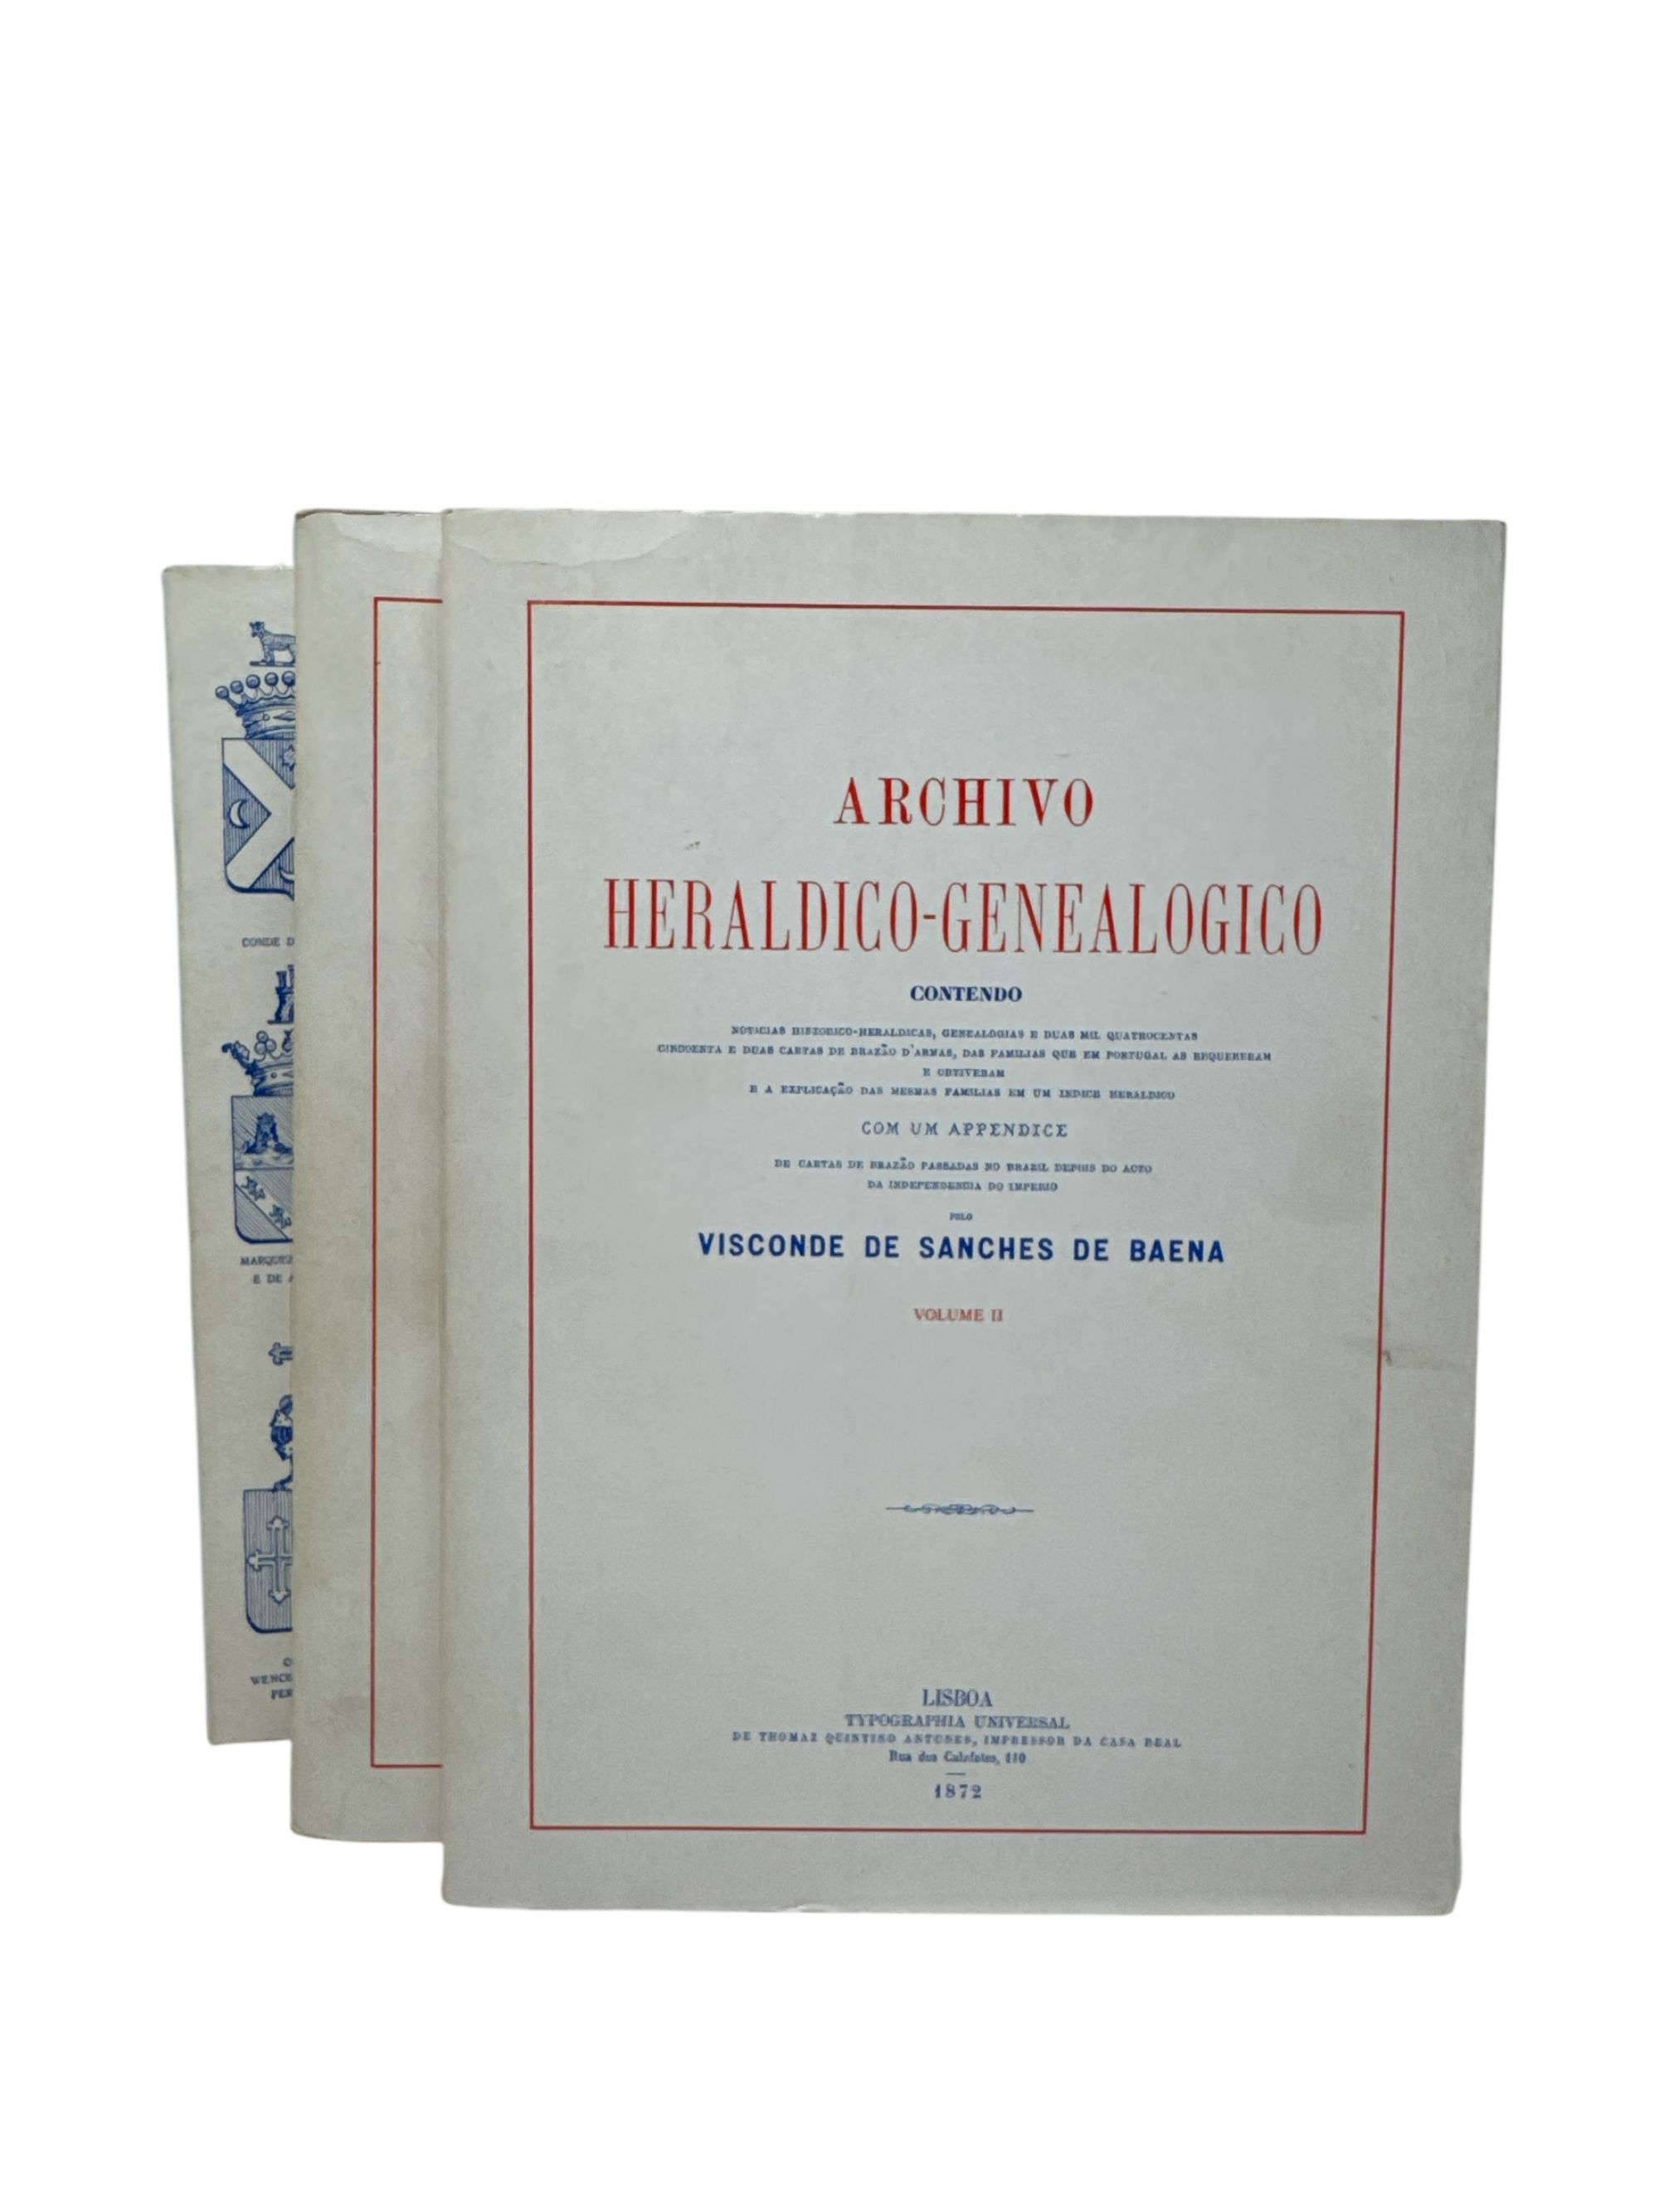 CONDE D
MARQUEZ
E DE A
WENCE
PER
ARCHIVO
HERALDICO-GENEALOGICO
CONTENDO
NOTICIAS HISTORICO-HERALDICAS, GENEALOGIAS E DUAS MIL QUATROCENTAS
CINCOENTA E DUAS CARTAS DE BRAZÃO D'ARMAS, DAS FAMILIAS QUE EM PORTUGAL AS REQUERERAM
E OBTIVERAM
E A EXPLICAÇÃO DAS MESMAS FAMILIAS EM UM INDICE HERALDICO
COM UM APPENDICE
DE CARTAS DE BRAZÃO PASSADAS NO BRAZIL DEPOIS DO ACTO
DA INDEPENDENCIA DO IMPERIO
PELO
VISCONDE DE SANCHES DE BAENA
VOLUME II
LISBOA
TYPOGRAPHIA UNIVERSAL
DE THOMAZ QUINTINO ANTUNES, IMPRESSOR DA CASA REAL
Rua dos Calafates, 110
1872